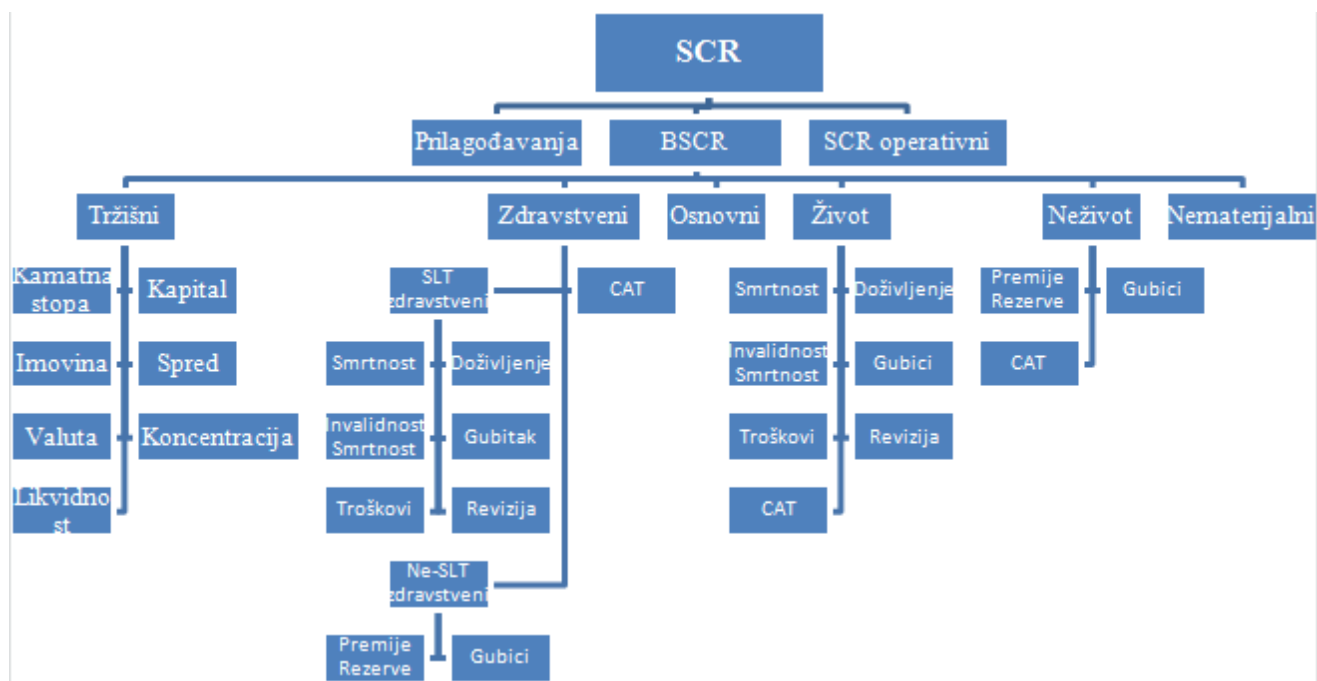 SCR
Prilagođavanja
BSCR
SCR operativni
Tržišni
Zdravstveni
Osnovni
Život
Neživot
Nematerijalni
Kamatna
stopa
Kapital
SLT
zdravstveni
CAT
Smrtnost
Doživljenje
Premije
Rezerve
Gubici
Imovina
Spred
Smrtnost
Doživljenje
Invalidnost
Smrtnost
Gubici
CAT
Valuta
Koncentracija
Invalidnost
Smrtnost
Gubitak
Troškovi
Revizija
Likvidno
st
Troškovi
Revizija
CAT
Ne-SLT
zdravstveni
Premije
Rezerve
Gubici